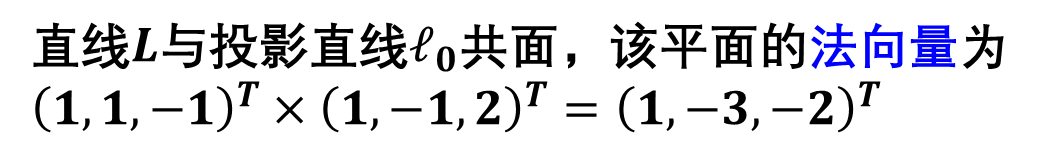 直线L与投影直线ℓ₀共面，该平面的法向量为
(1,1,−1)ᵀ × (1,−1,2)ᵀ = (1,−3,−2)ᵀ